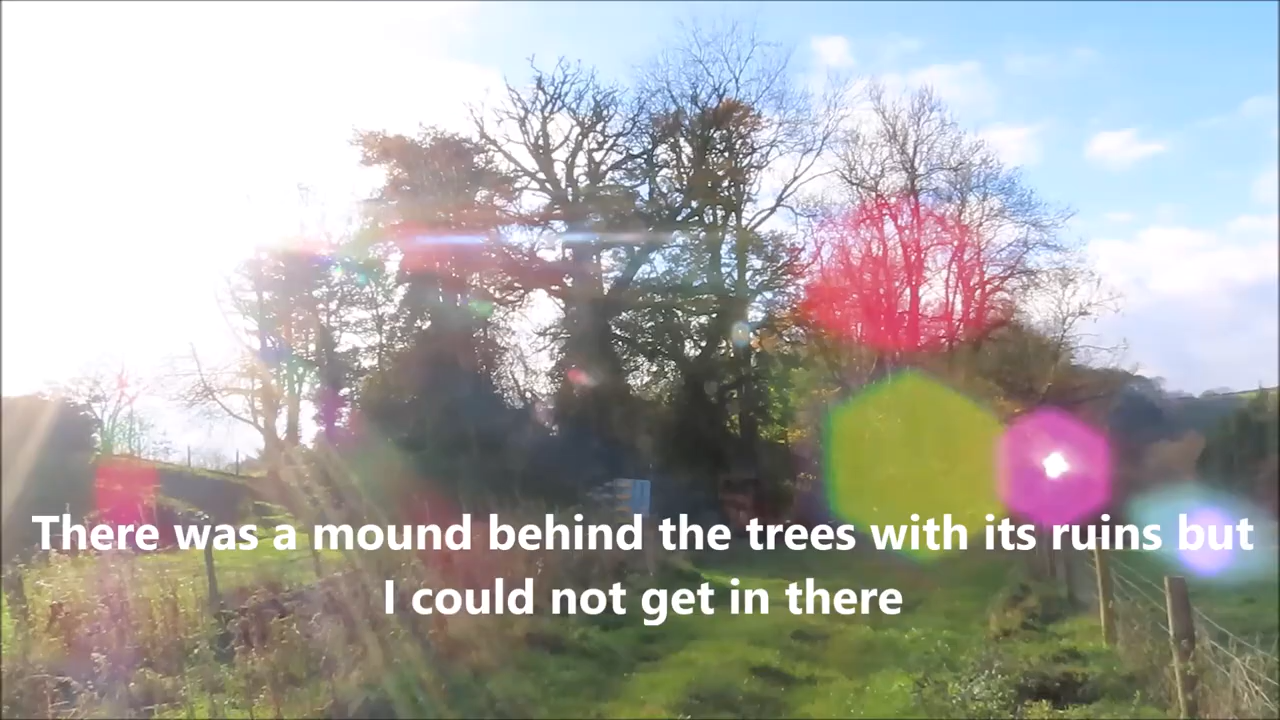 There was a mound behind the trees with its ruins but
I could not get in there